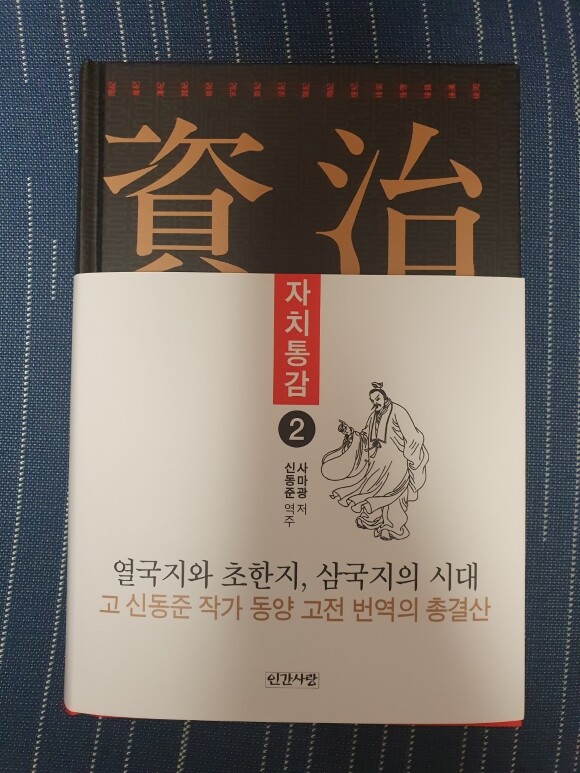 資 治
자치통감
2
사마광 저
신동준 역주
열국지와 초한지, 삼국지의 시대
고 신동준 작가 동양 고전 번역의 총결산
인간사랑